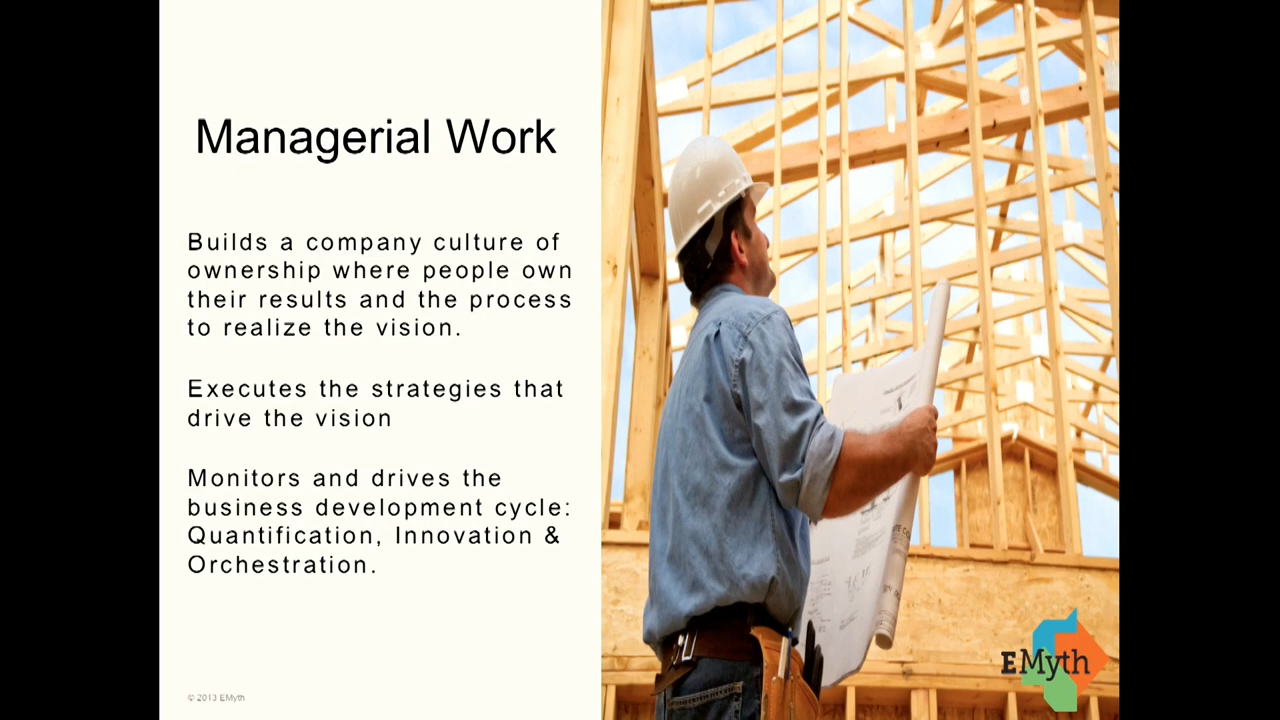 Managerial Work
Builds a company culture of
ownership where people own
their results and the process
to realize the vision.
Executes the strategies that
drive the vision
Monitors and drives the
business development cycle:
Quantification, Innovation &
Orchestration.
© 2013 EMyth
EMyth